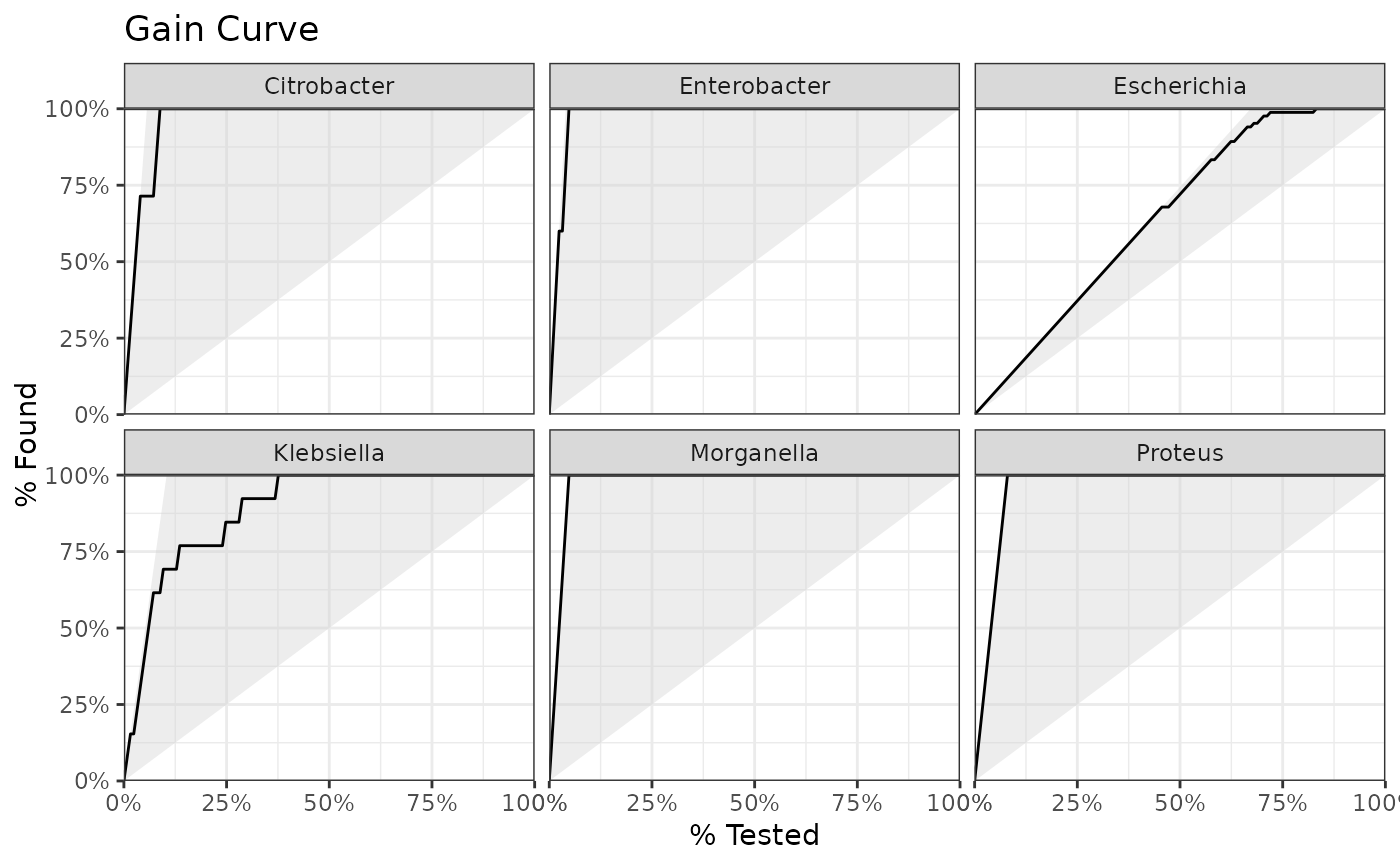 Gain Curve
Citrobacter Enterobacter Escherichia
100%
75%
50%
25%
0%
% Found
Klebsiella Morganella Proteus
100%
75%
50%
25%
0%
0% 25% 50% 75% 100% 0% 25% 50% 75% 100% 0% 25% 50% 75% 100%
% Tested